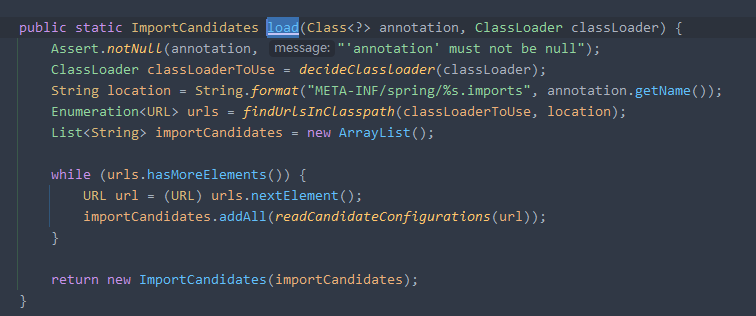 public static ImportCandidates load(Class<?> annotation, ClassLoader classLoader) {
    Assert.notNull(annotation, message: "'annotation' must not be null");
    ClassLoader classLoaderToUse = decideClassloader(classLoader);
    String location = String.format("META-INF/spring/%s.imports", annotation.getName());
    Enumeration<URL> urls = findUrlsInClasspath(classLoaderToUse, location);
    List<String> importCandidates = new ArrayList();

    while (urls.hasMoreElements()) {
        URL url = (URL) urls.nextElement();
        importCandidates.addAll(readCandidateConfigurations(url));
    }

    return new ImportCandidates(importCandidates);
}